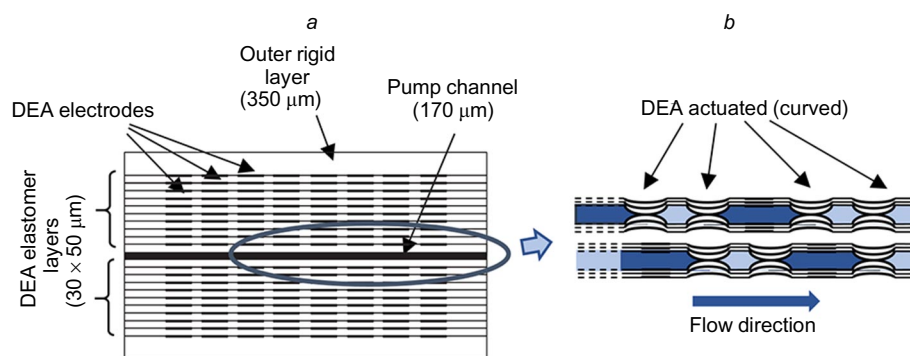 a
b
Outer rigid
layer
(350 µm)
Pump channel
(170 µm)
DEA electrodes
DEA actuated (curved)
DEA elastomer
layers
(30 × 50 µm)
Flow direction